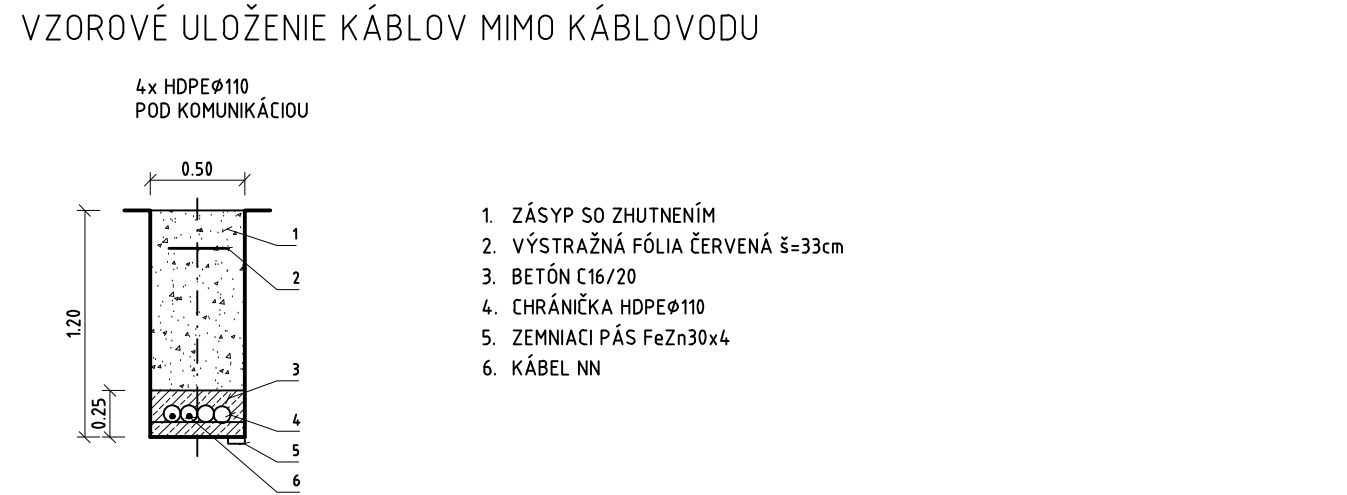 VZOROVÉ ULOŽENIE KÁBLOV MIMO KÁBLOVODU
4x HDPEØ110
POD KOMUNIKÁCIOU
0.50
1.20
0.25
1
2
3
4
5
6
1. ZÁSYP SO ZHUTNENÍM
2. VÝSTRAŽNÁ FÓLIA ČERVENÁ š=33cm
3. BETÓN C16/20
4. CHRÁNIČKA HDPEØ110
5. ZEMNIACI PÁS FeZn30x4
6. KÁBEL NN